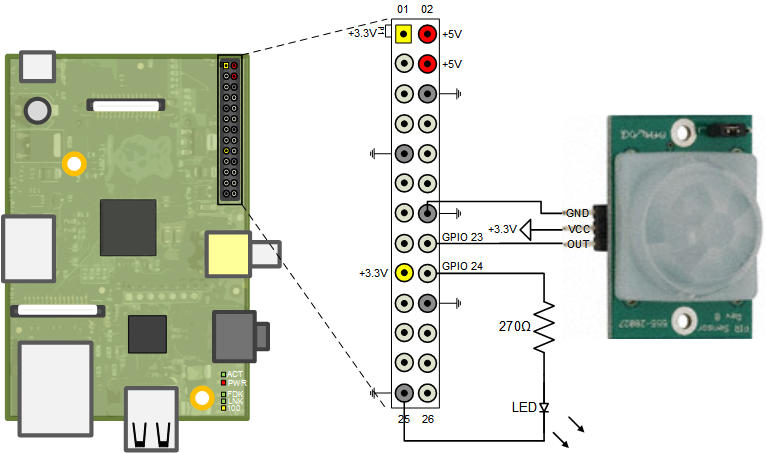 01 02
+3.3V
+5V
+5V
GND
+3.3V
VCC
GPIO 23
OUT
+3.3V
GPIO 24
270Ω
LED
25 26
ACT
PWR
FDX
LNK
100
PIR Sensor
Rev B
555-28027